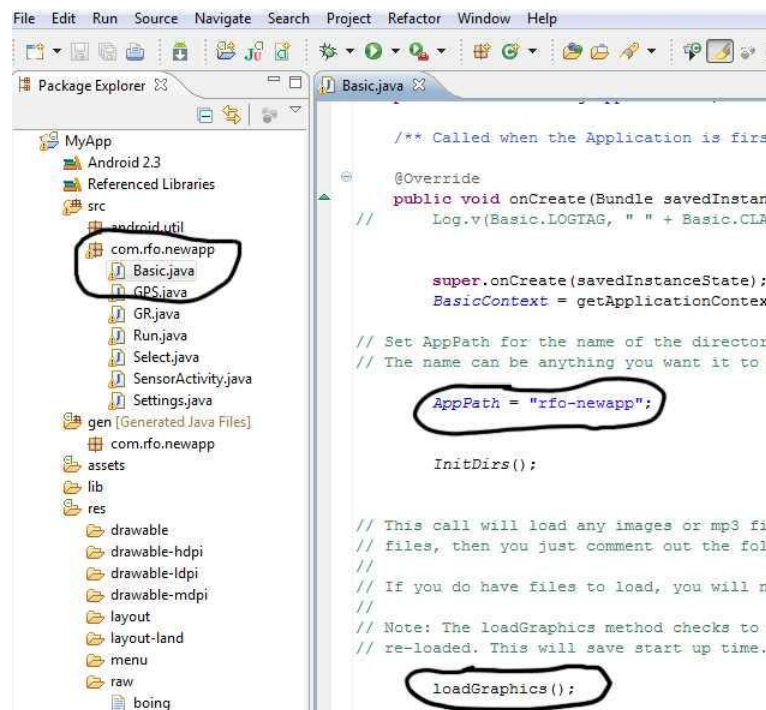 File Edit Run Source Navigate Search Project Refactor Window Help
Package Explorer
MyApp
Android 2.3
Referenced Libraries
src
android.util
com.rfo.newapp
Basic.java
GPS.java
GR.java
Run.java
Select.java
SensorActivity.java
Settings.java
gen [Generated Java Files]
com.rfo.newapp
assets
lib
res
drawable
drawable-hdpi
drawable-ldpi
drawable-mdpi
layout
layout-land
menu
raw
boing
Basic.java
/** Called when the Application is firs
@Override
public void onCreate(Bundle savedInstan
// Log.v(Basic.LOGTAG, " " + Basic.CLA
super.onCreate(savedInstanceState);
BasicContext = getApplicationContex
// Set AppPath for the name of the director
// The name can be anything you want it to
AppPath = "rfo-newapp";
InitDirs();
// This call will load any images or mp3 fi
// files, then you just comment out the fol
//
// If you do have files to load, you will n
//
// Note: The loadGraphics method checks to
// re-loaded. This will save start up time.
loadGraphics();